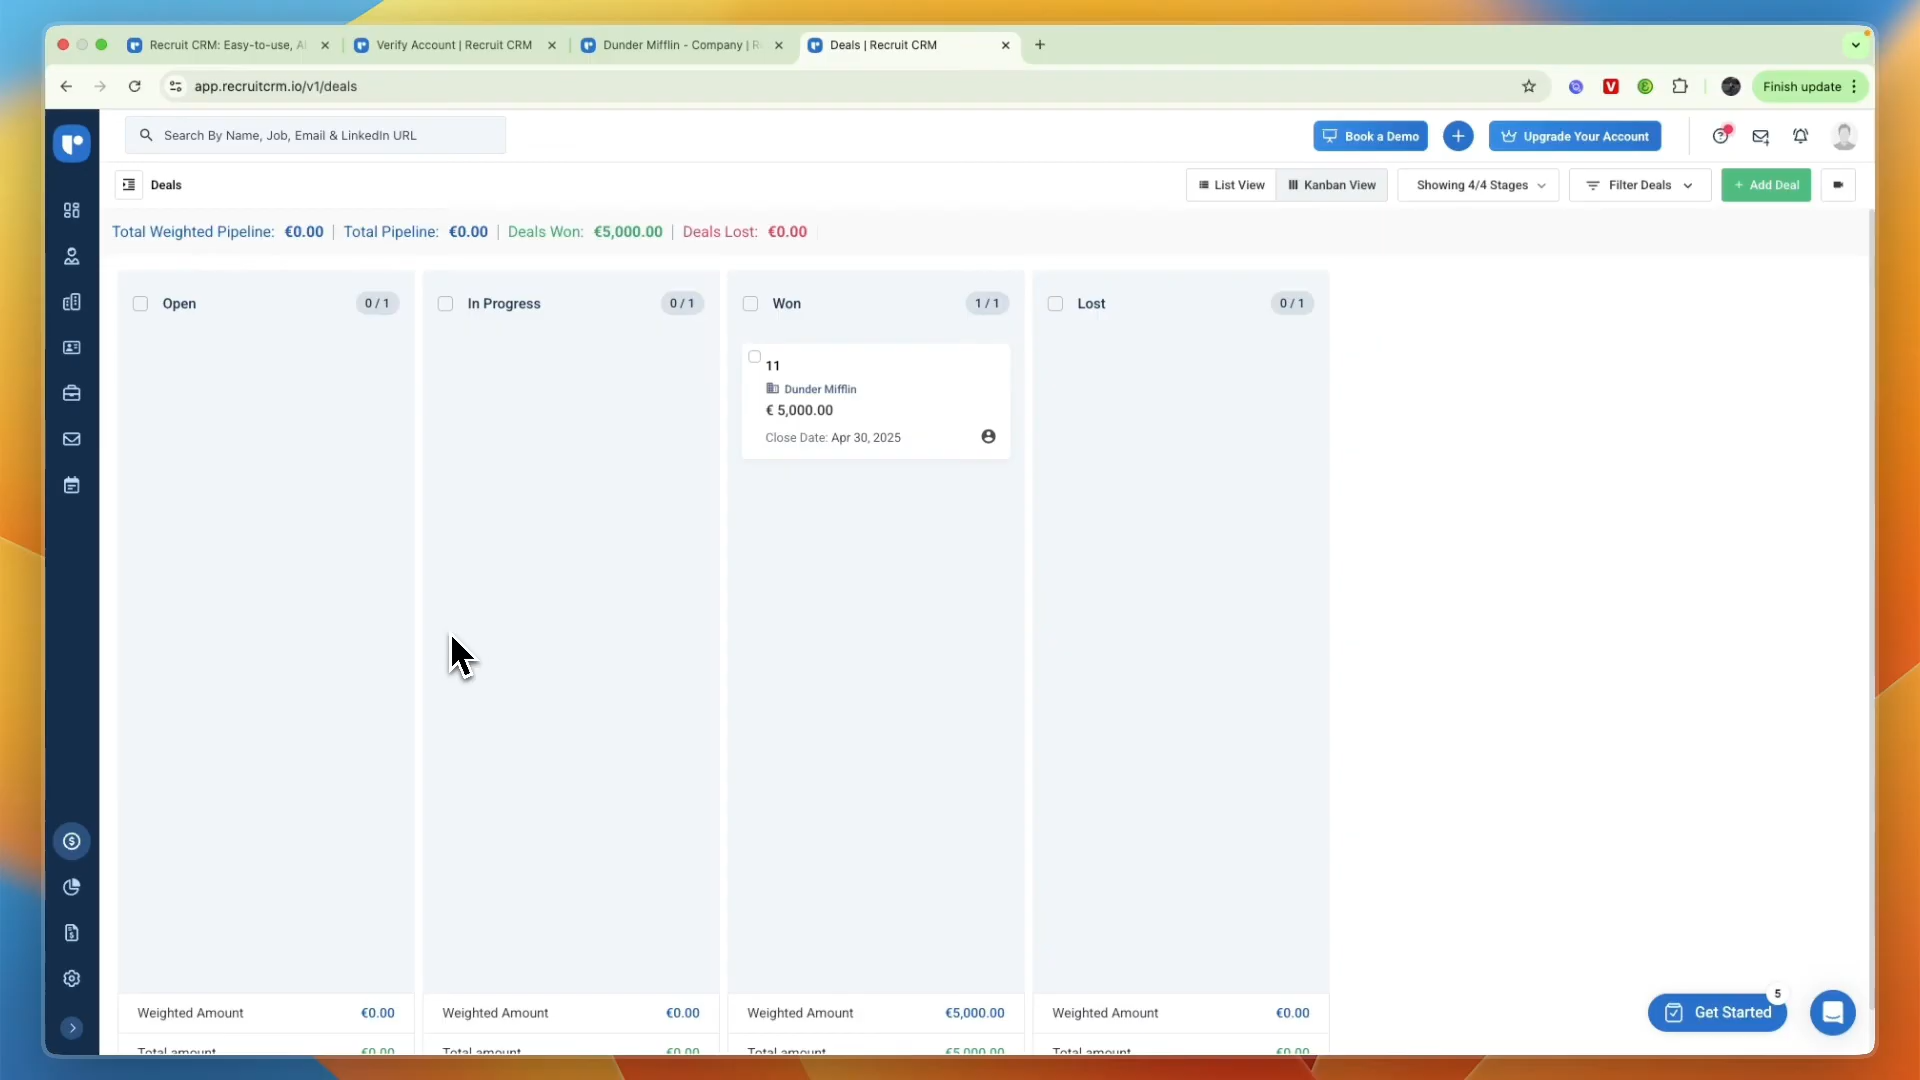 Recruit CRM: Easy-to-use, AI
Verify Account | Recruit CRM
Dunder Mifflin - Company | R
Deals | Recruit CRM
app.recruitcrm.io/v1/deals
Finish update
Search By Name, Job, Email & LinkedIn URL
Book a Demo
Upgrade Your Account
Deals
List View
Kanban View
Showing 4/4 Stages
Filter Deals
+ Add Deal
Total Weighted Pipeline: €0.00 | Total Pipeline: €0.00 | Deals Won: €5,000.00 | Deals Lost: €0.00
Open 0 / 1
In Progress 0 / 1
Won 1 / 1
Lost 0 / 1
11
Dunder Mifflin
€ 5,000.00
Close Date: Apr 30, 2025
Weighted Amount €0.00
Weighted Amount €0.00
Weighted Amount €5,000.00
Weighted Amount €0.00
Total amount €0.00
Total amount €0.00
Total amount €5,000.00
Total amount €0.00
5
Get Started